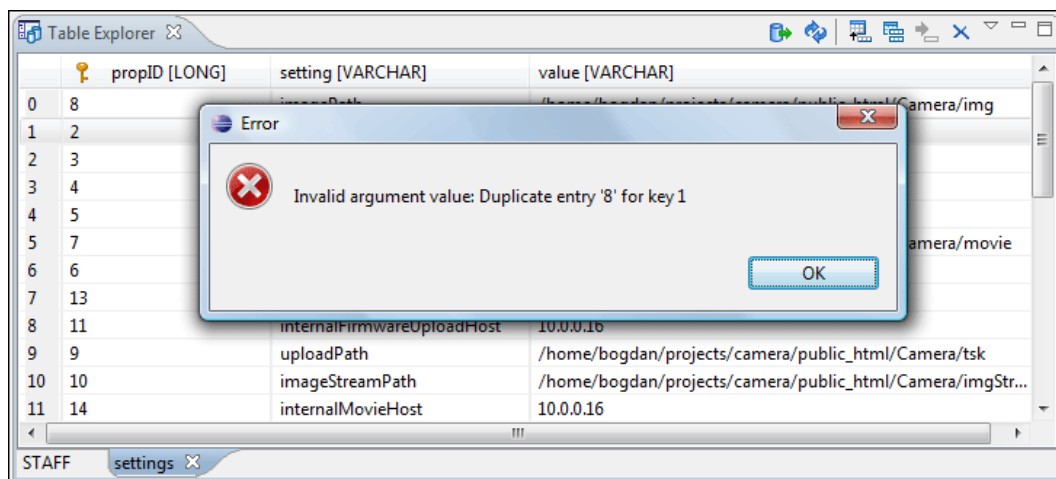 Table Explorer
propID [LONG] setting [VARCHAR] value [VARCHAR]
0 8 imagePath /home/bogdan/projects/camera/public_html/Camera/img
Error
1 2
2 3
3 4
Invalid argument value: Duplicate entry '8' for key 1
4 5
5 7 amera/movie
6 6
OK
7 13
8 11 internalFirmwareUploadHost 10.0.0.16
9 9 uploadPath /home/bogdan/projects/camera/public_html/Camera/tsk
10 10 imageStreamPath /home/bogdan/projects/camera/public_html/Camera/imgStr...
11 14 internalMovieHost 10.0.0.16
STAFF settings